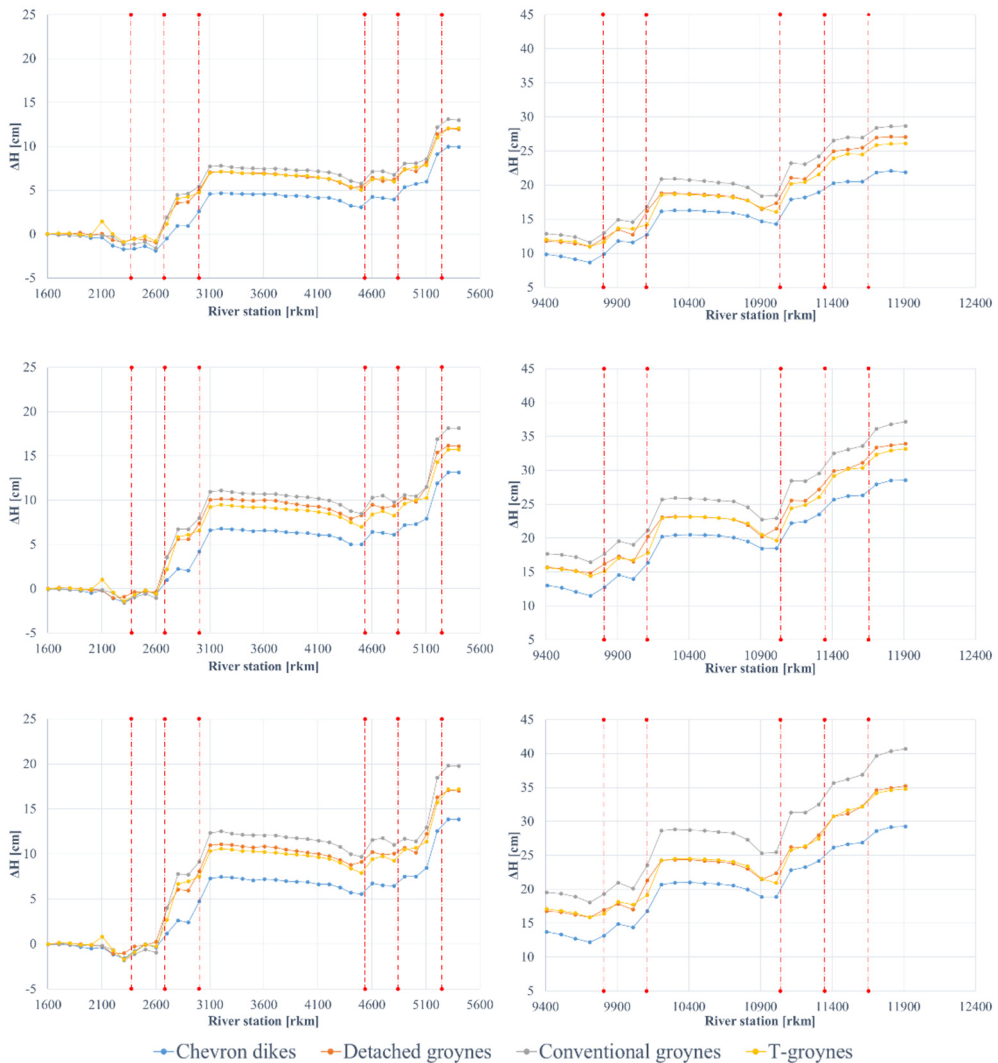 25
20
15
10
5
0
-5
ΔH [cm]
1600 2100 2600 3100 3600 4100 4600 5100 5600
River station [rkm]
45
40
35
30
25
20
15
10
5
ΔH [cm]
9400 9900 10400 10900 11400 11900 12400
River station [rkm]
25
20
15
10
5
0
-5
ΔH [cm]
1600 2100 2600 3100 3600 4100 4600 5100 5600
River station [rkm]
45
40
35
30
25
20
15
10
5
ΔH [cm]
9400 9900 10400 10900 11400 11900 12400
River station [rkm]
25
20
15
10
5
0
-5
ΔH [cm]
1600 2100 2600 3100 3600 4100 4600 5100 5600
River station [rkm]
45
40
35
30
25
20
15
10
5
ΔH [cm]
9400 9900 10400 10900 11400 11900 12400
River station [rkm]
Chevron dikes Detached groynes Conventional groynes T-groynes